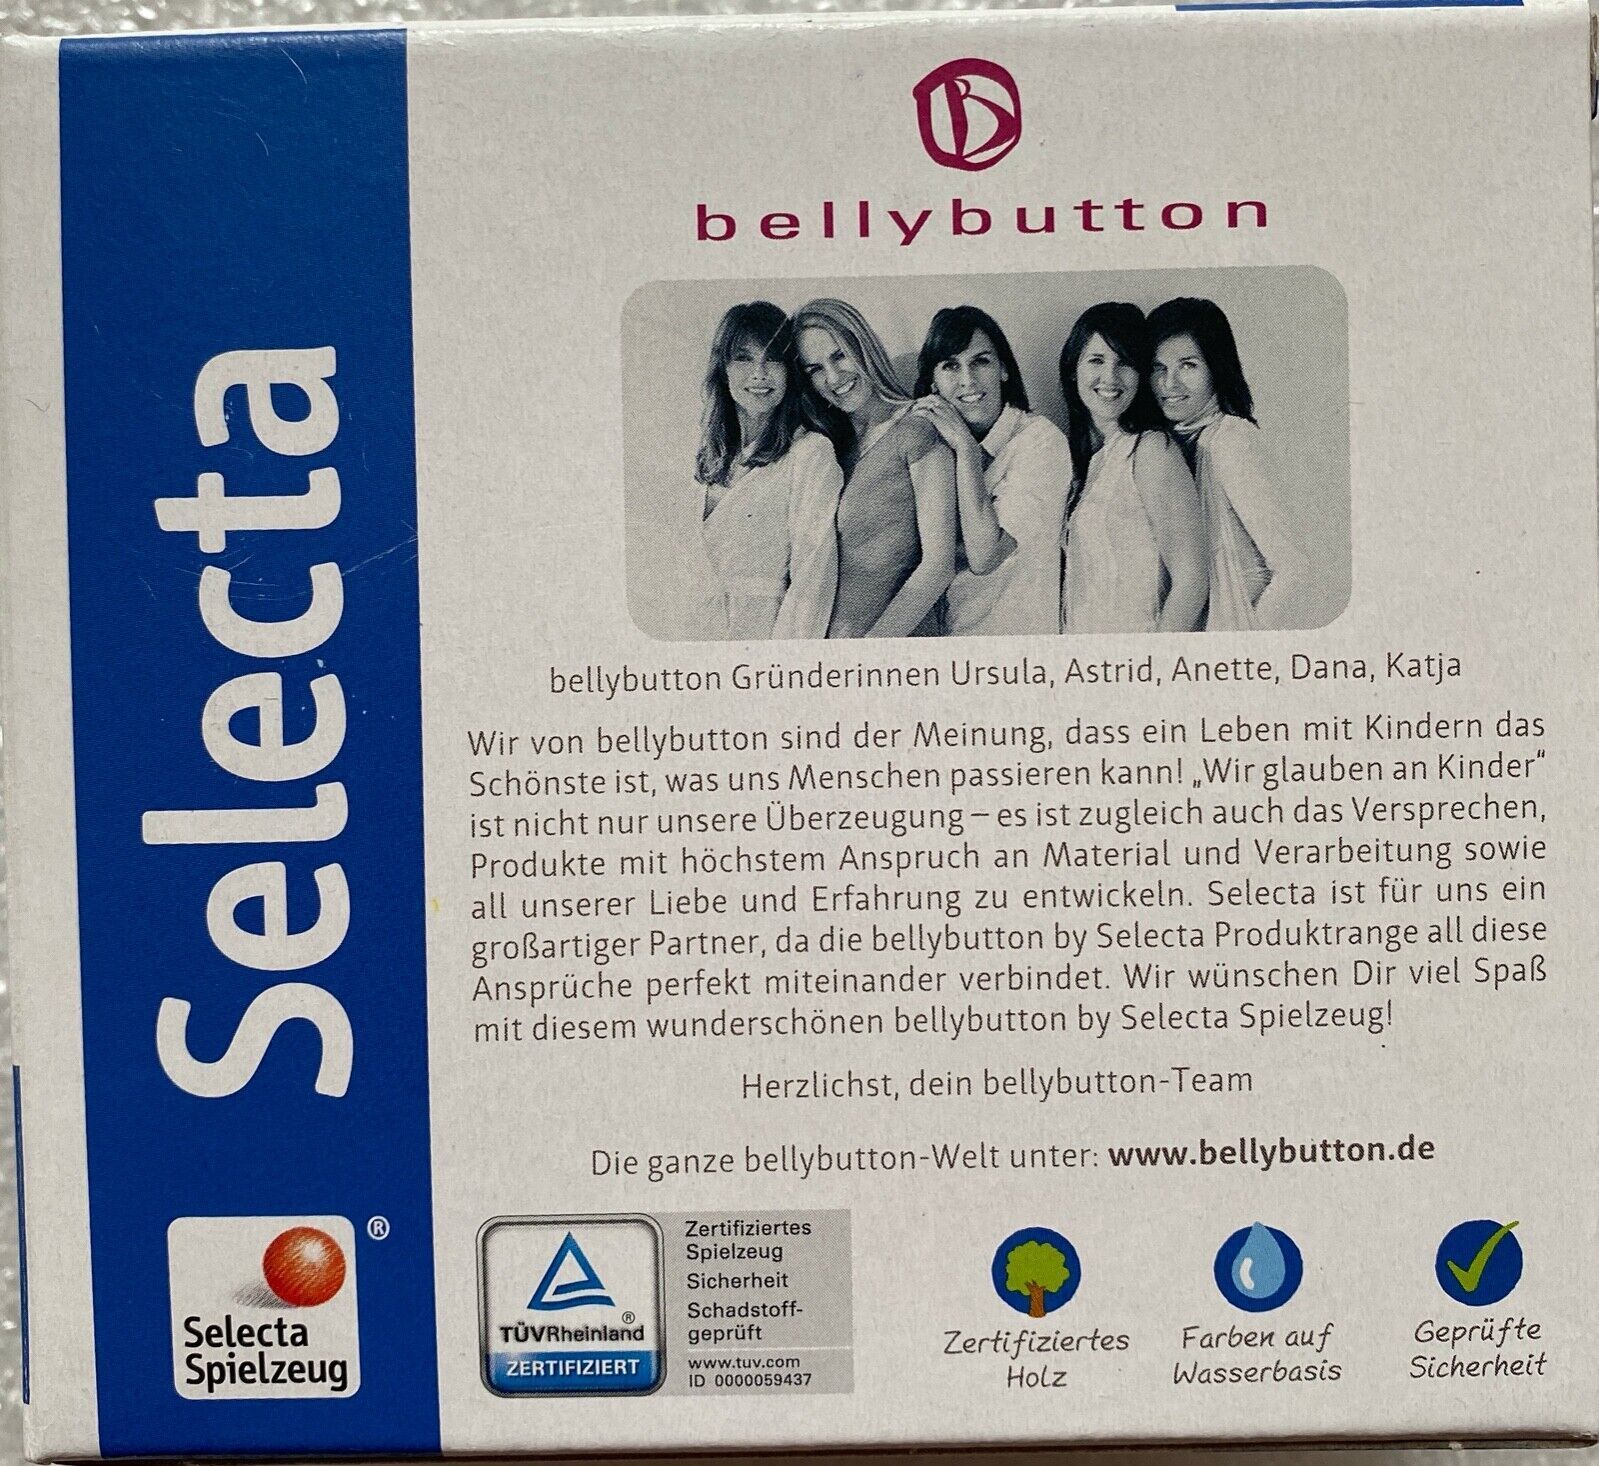 Selecta
Selecta
Spielzeug
®
B
bellybutton
bellybutton Gründerinnen Ursula, Astrid, Anette, Dana, Katja
Wir von bellybutton sind der Meinung, dass ein Leben mit Kindern das
Schönste ist, was uns Menschen passieren kann! „Wir glauben an Kinder“
ist nicht nur unsere Überzeugung – es ist zugleich auch das Versprechen,
Produkte mit höchstem Anspruch an Material und Verarbeitung sowie
all unserer Liebe und Erfahrung zu entwickeln. Selecta ist für uns ein
großartiger Partner, da die bellybutton by Selecta Produktrange all diese
Ansprüche perfekt miteinander verbindet. Wir wünschen Dir viel Spaß
mit diesem wunderschönen bellybutton by Selecta Spielzeug!
Herzlichst, dein bellybutton-Team
Die ganze bellybutton-Welt unter: www.bellybutton.de
®
TÜVRheinland
ZERTIFIZIERT
Zertifiziertes
Spielzeug
Sicherheit
Schadstoff-
geprüft
www.tuv.com
ID 0000059437
Zertifiziertes
Holz
Farben auf
Wasserbasis
Geprüfte
Sicherheit